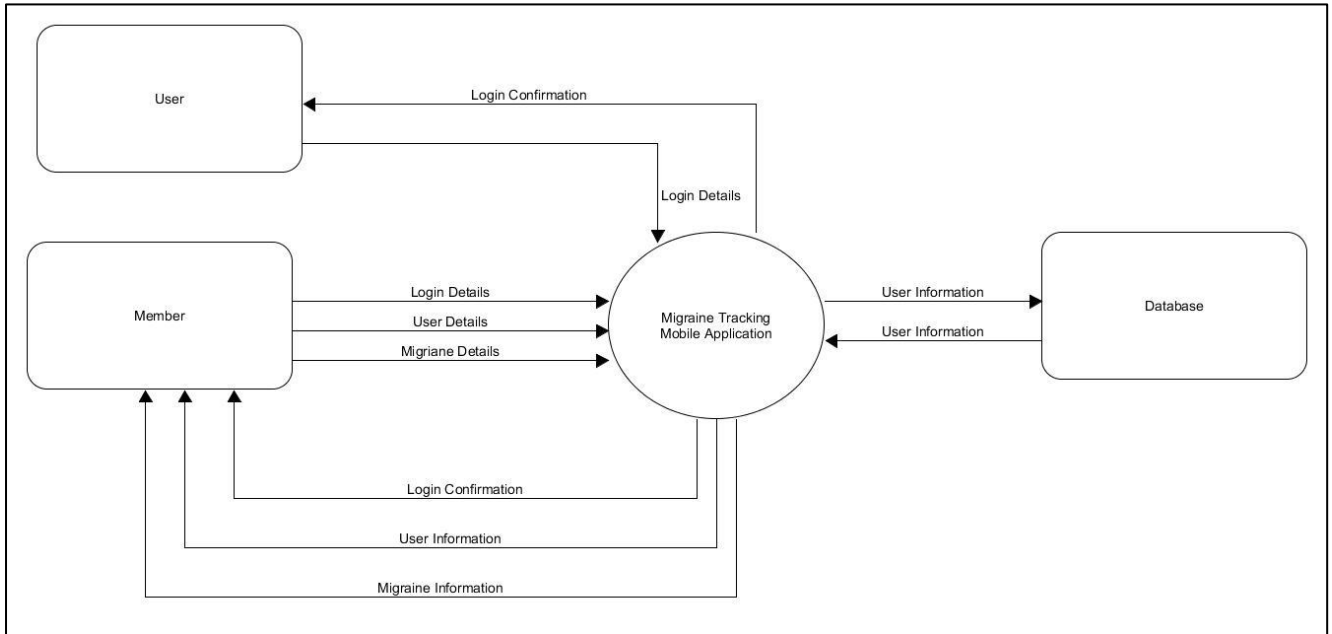 User
Login Confirmation
Login Details
Member
Login Details
User Details
Migriane Details
Migraine Tracking
Mobile Application
User Information
User Information
Database
Login Confirmation
User Information
Migraine Information